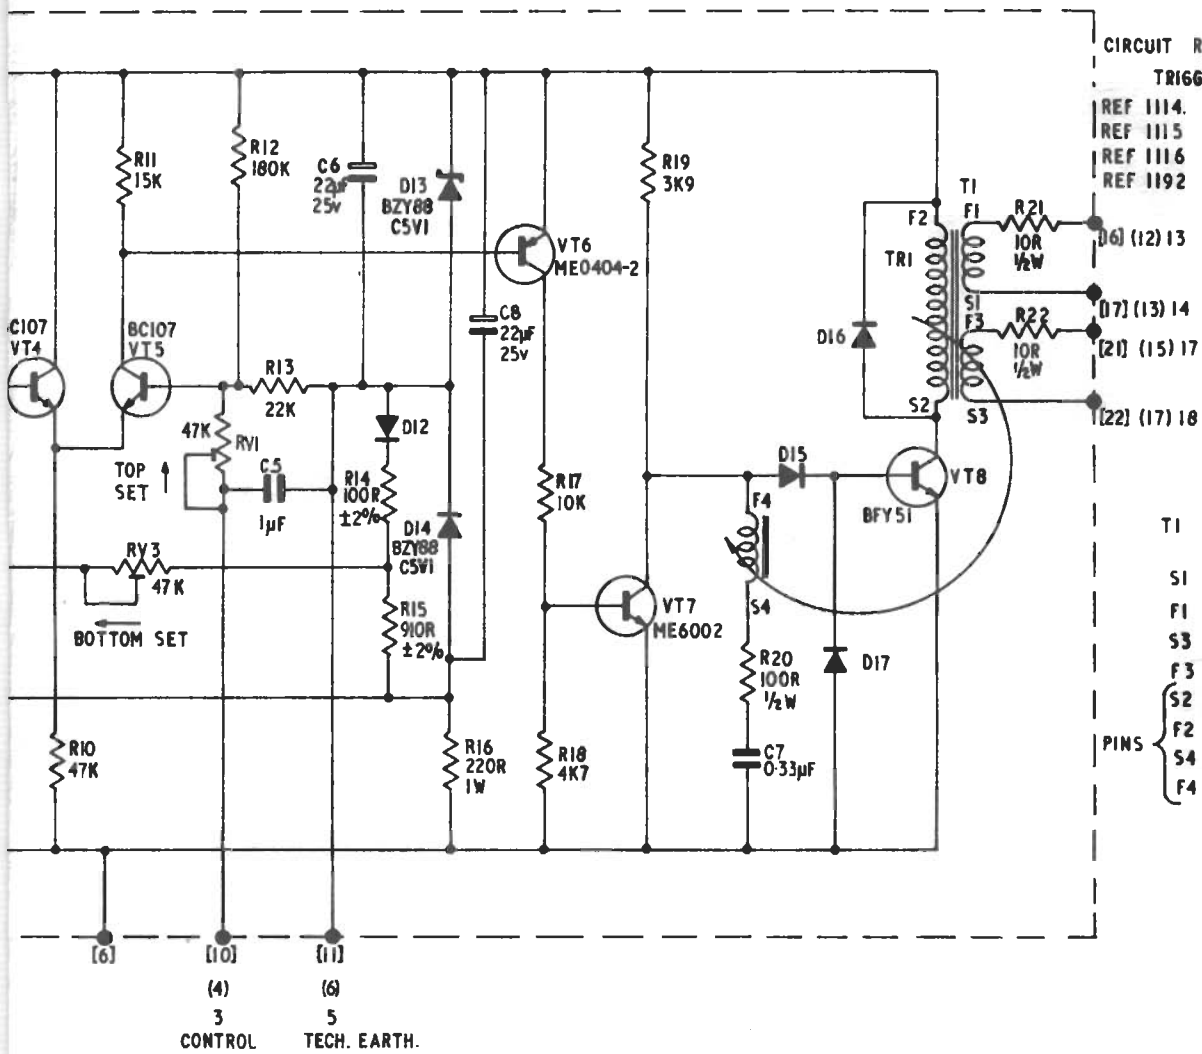 CIRCUIT R
TRIGG
REF 1114.
REF 1115
REF 1116
REF 1192
R11
15K
R12
180K
C6
22µF
25v
D13
BZY88
C5V1
R19
3K9
T1
F2
F1
R21
10R
½W
[16] (12) 13
TR1
VT6
ME0404-2
S1
[17] (13) 14
F3
R22
10R
½W
[21] (15) 17
C8
22µF
25v
D16
C107
VT4
BC107
VT5
R13
22K
S2
S3
[22] (17) 18
47K
RV1
D12
TOP
SET
C5
1µF
R14
100R
±2%
R17
10K
D15
VT8
BFY51
F4
D14
BZY88
C5V1
RV3
47K
BOTTOM SET
R15
910R
±2%
VT7
ME6002
S4
R20
100R
½W
D17
T1
S1
F1
S3
F3
S2
F2
S4
F4
PINS
R10
47K
R16
220R
1W
R18
4K7
C7
0·33µF
[6]
[10]
[11]
(4)
(6)
3
5
CONTROL
TECH. EARTH.